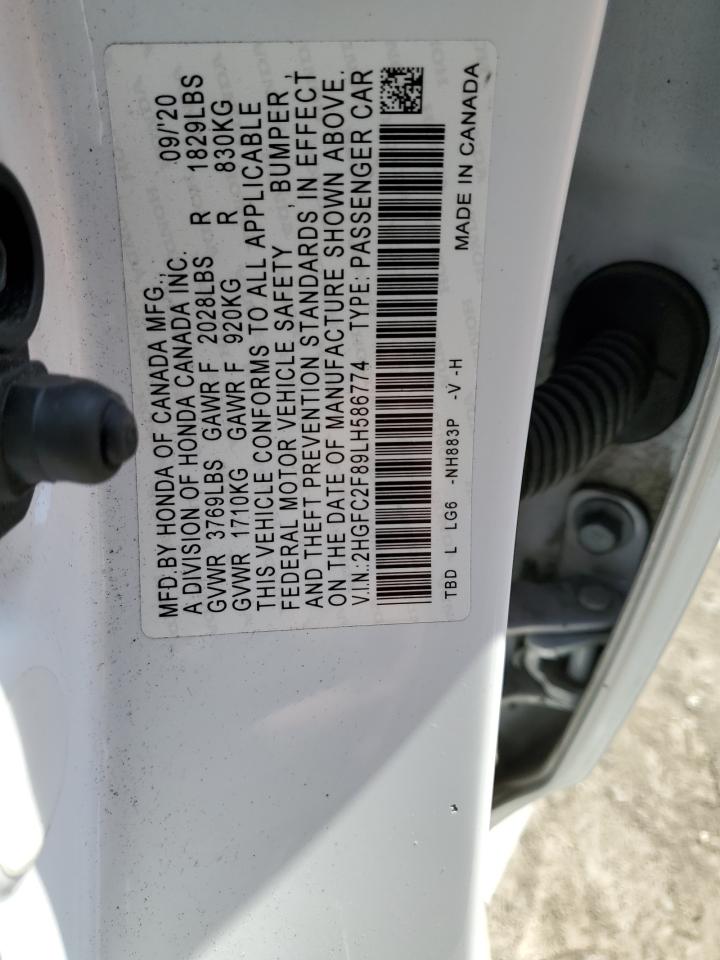 MFD. BY HONDA OF CANADA MFG., 09/'20
A DIVISION OF HONDA CANADA INC.
GVWR 3769LBS GAWR F 2028LBS R 1829LBS
GVWR 1710KG GAWR F 920KG R 830KG
THIS VEHICLE CONFORMS TO ALL APPLICABLE
FEDERAL MOTOR VEHICLE SAFETY , BUMPER ,
AND THEFT PREVENTION STANDARDS IN EFFECT
ON THE DATE OF MANUFACTURE SHOWN ABOVE.
V.I.N.:2HGFC2F89LH586774 TYPE: PASSENGER CAR
TBD L LG6 -NH883P -V -H MADE IN CANADA